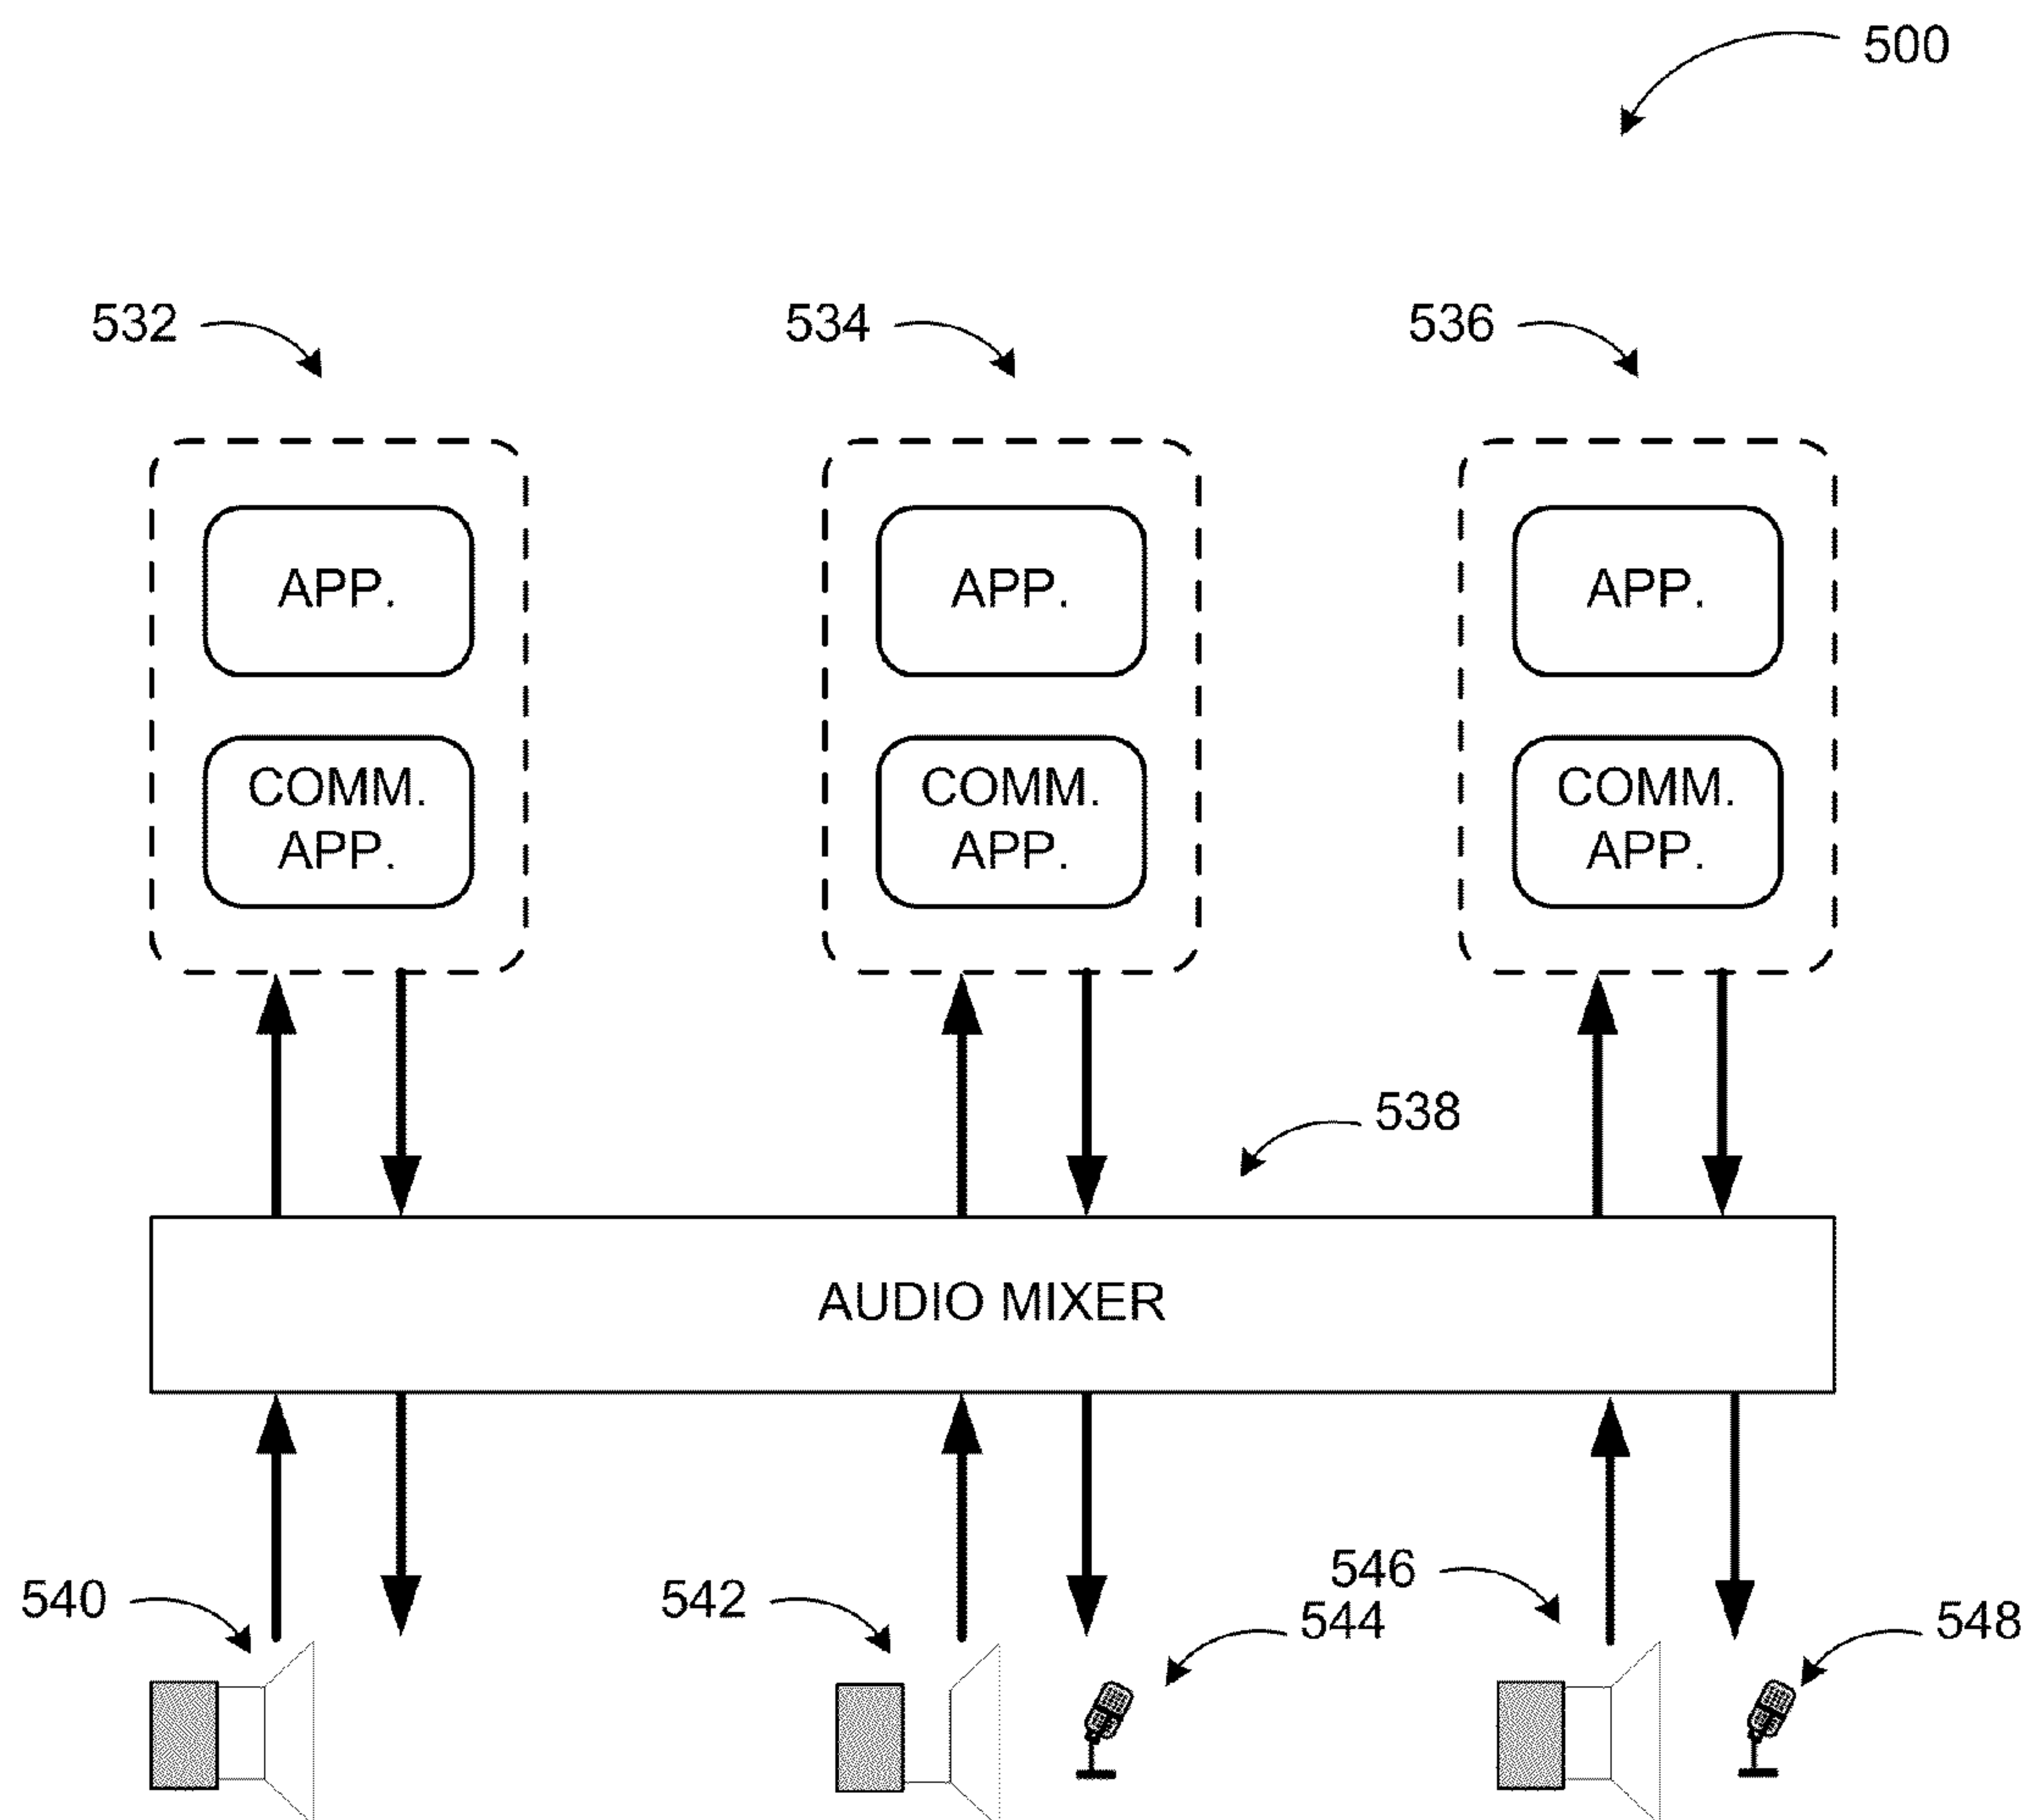 500
532
534
536
APP.
APP.
APP.
COMM.
APP.
COMM.
APP.
COMM.
APP.
538
AUDIO MIXER
540
542
546
544
548